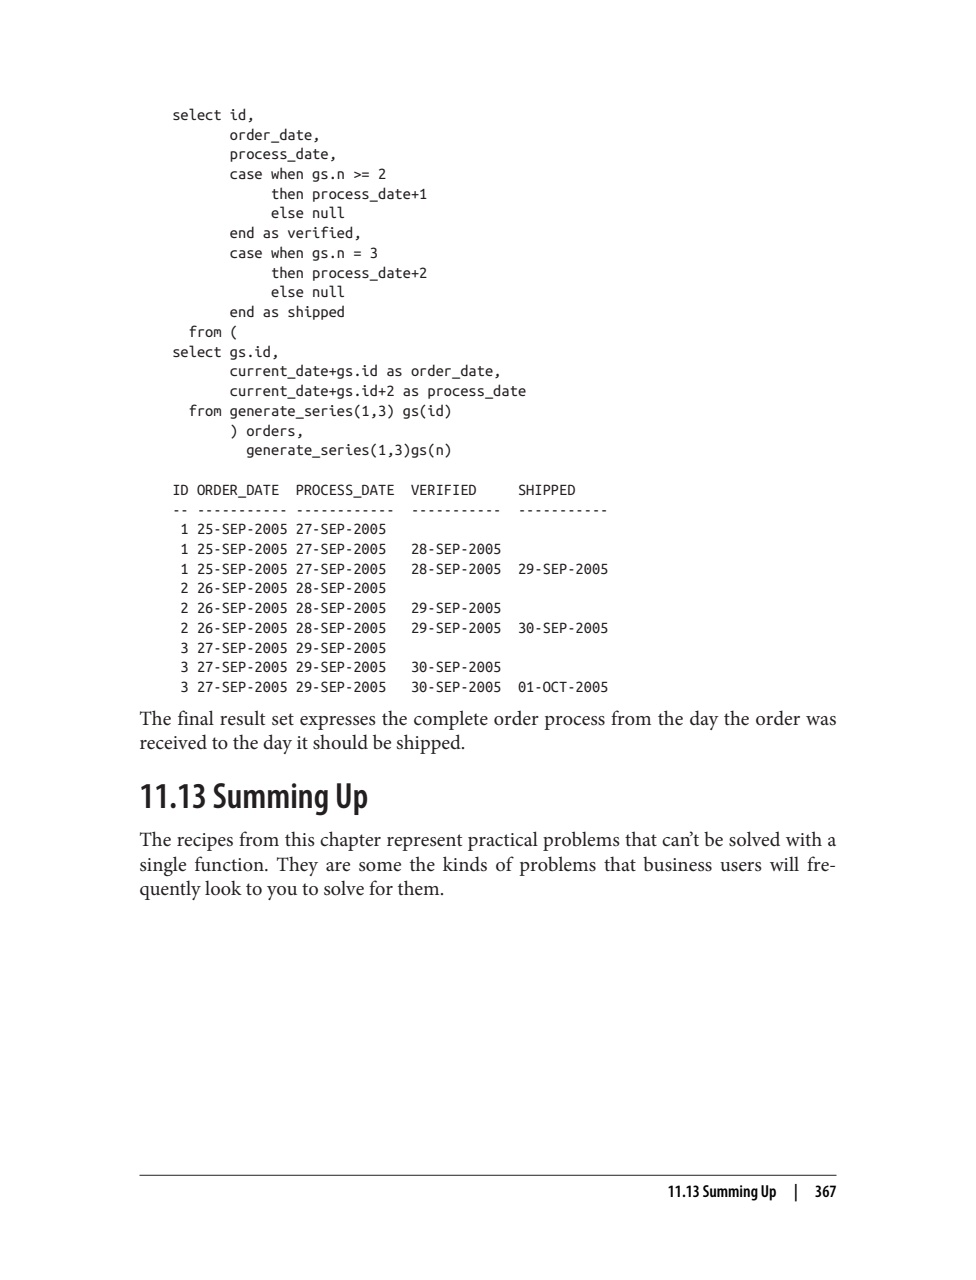 select id,
       order_date,
       process_date,
       case when gs.n >= 2
            then process_date+1
            else null
       end as verified,
       case when gs.n = 3
            then process_date+2
            else null
       end as shipped
  from (
select gs.id,
       current_date+gs.id as order_date,
       current_date+gs.id+2 as process_date
  from generate_series(1,3) gs(id)
       ) orders,
         generate_series(1,3)gs(n)
ID ORDER_DATE  PROCESS_DATE  VERIFIED     SHIPPED
-- ----------- ------------  -----------  -----------
 1 25-SEP-2005 27-SEP-2005
 1 25-SEP-2005 27-SEP-2005   28-SEP-2005
 1 25-SEP-2005 27-SEP-2005   28-SEP-2005  29-SEP-2005
 2 26-SEP-2005 28-SEP-2005
 2 26-SEP-2005 28-SEP-2005   29-SEP-2005
 2 26-SEP-2005 28-SEP-2005   29-SEP-2005  30-SEP-2005
 3 27-SEP-2005 29-SEP-2005
 3 27-SEP-2005 29-SEP-2005   30-SEP-2005
 3 27-SEP-2005 29-SEP-2005   30-SEP-2005  01-OCT-2005
The final result set expresses the complete order process from the day the order was
received to the day it should be shipped.
11.13 Summing Up
The recipes from this chapter represent practical problems that can’t be solved with a
single function. They are some the kinds of problems that business users will fre-
quently look to you to solve for them.
11.13 Summing Up | 367